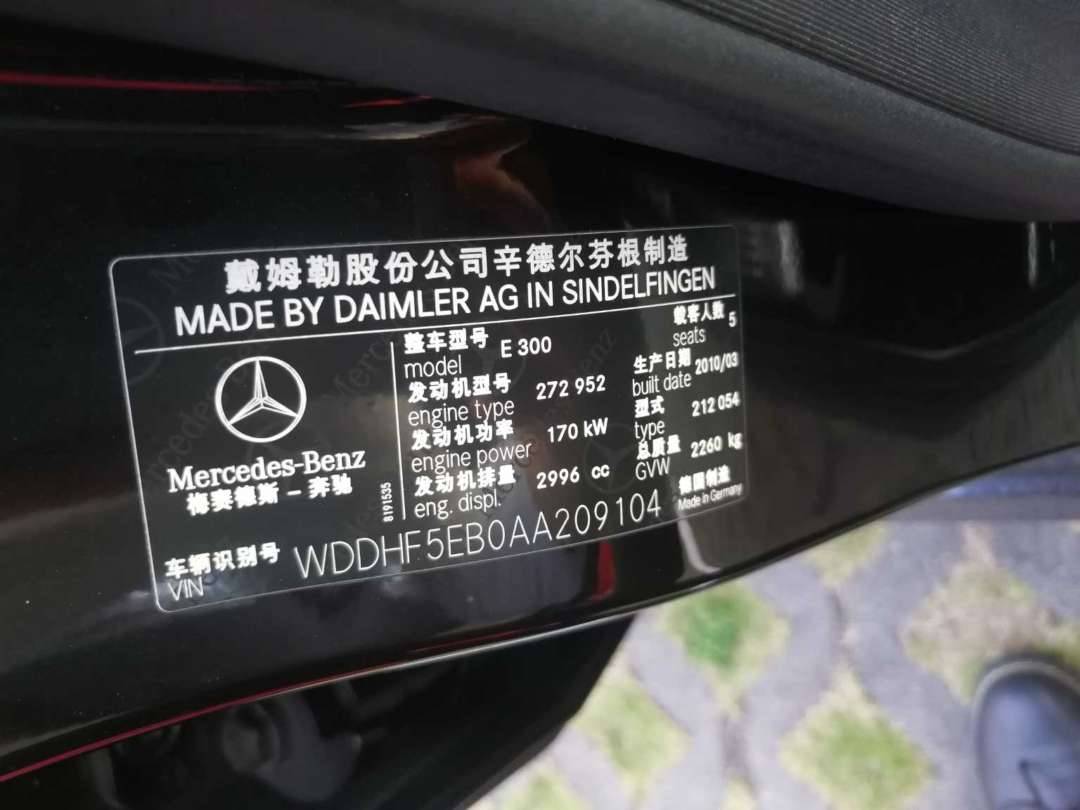 戴姆勒股份公司辛德尔芬根制造
MADE BY DAIMLER AG IN SINDELFINGEN
Mercedes-Benz
梅赛德斯-奔驰
8191535
整车型号
model E 300
载客人数
seats 5
发动机型号
engine type 272 952
生产日期
built date 2010/03
发动机功率
engine power 170 kW
型式
type 212 054
发动机排量
eng. displ. 2996 cc
总质量
GVW 2260 kg
德国制造
Made in Germany
车辆识别号
VIN WDDHF5EB0AA209104